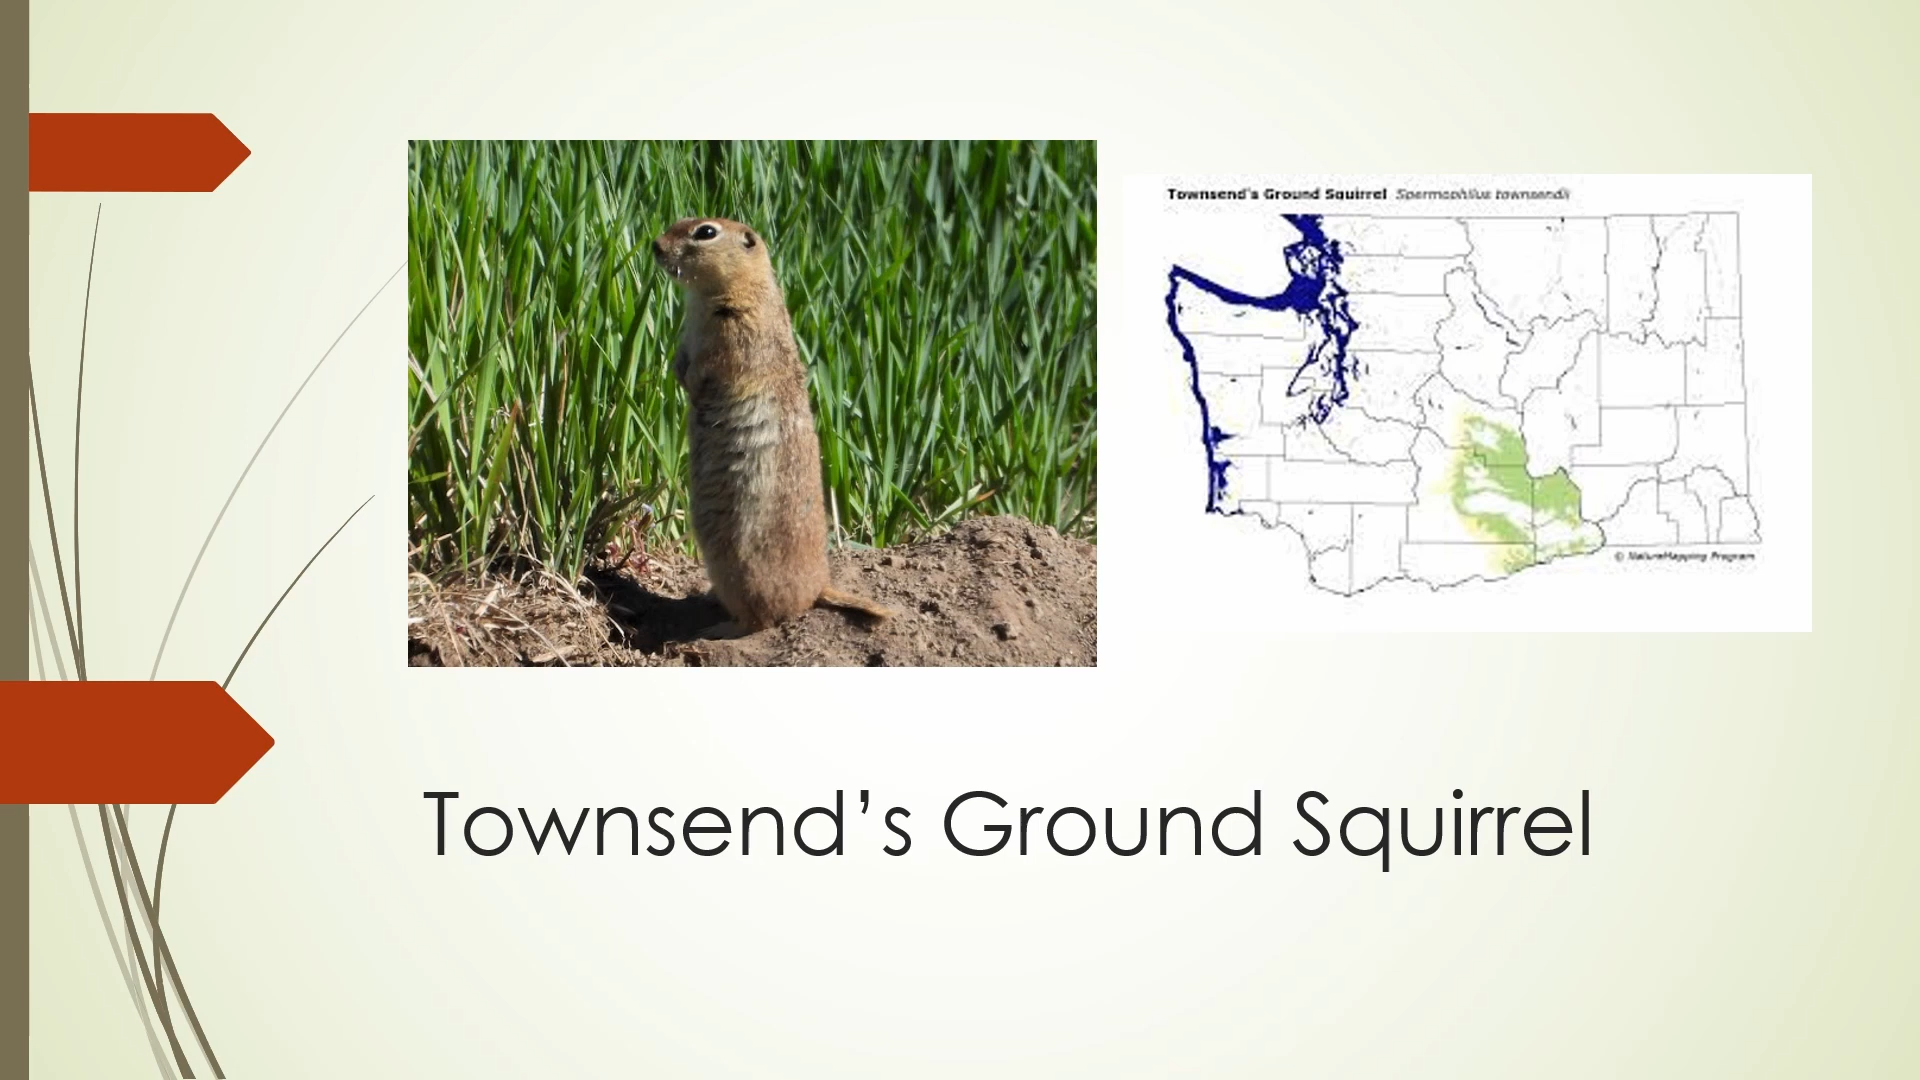 Townsend's Ground Squirrel Spermophilus townsendii
© NatureMapping Program
Townsend’s Ground Squirrel